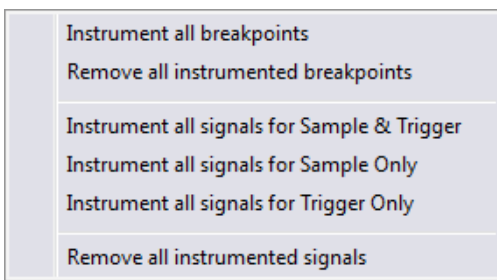 Instrument all breakpoints
Remove all instrumented breakpoints
Instrument all signals for Sample & Trigger
Instrument all signals for Sample Only
Instrument all signals for Trigger Only
Remove all instrumented signals